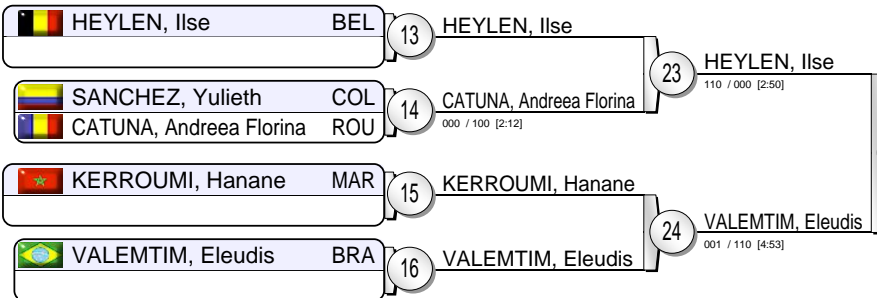 HEYLEN, Ilse BEL
13
HEYLEN, Ilse
SANCHEZ, Yulieth COL
CATUNA, Andreea Florina ROU
14
CATUNA, Andreea Florina
000 / 100 [2:12]
23
HEYLEN, Ilse
110 / 000 [2:50]
KERROUMI, Hanane MAR
15
KERROUMI, Hanane
VALEMTIM, Eleudis BRA
16
VALEMTIM, Eleudis
24
VALEMTIM, Eleudis
001 / 110 [4:53]